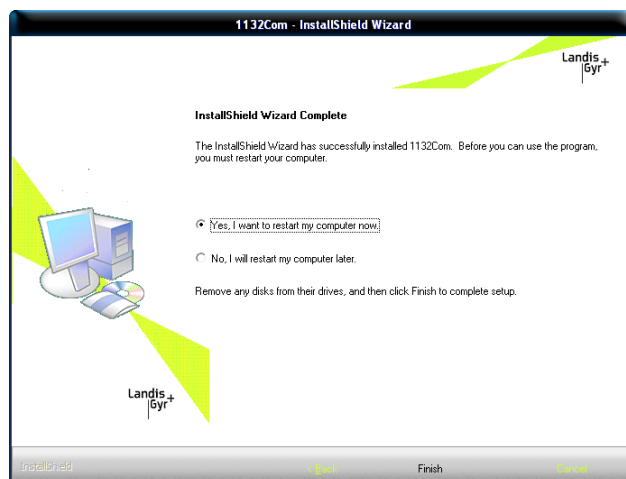 1132Com - InstallShield Wizard
Landis
Gyr+
InstallShield Wizard Complete
The InstallShield Wizard has successfully installed 1132Com. Before you can use the program,
you must restart your computer.
Yes, I want to restart my computer now.
No, I will restart my computer later.
Remove any disks from their drives, and then click Finish to complete setup.
Landis
Gyr+
InstallShield
< Back
Finish
Cancel